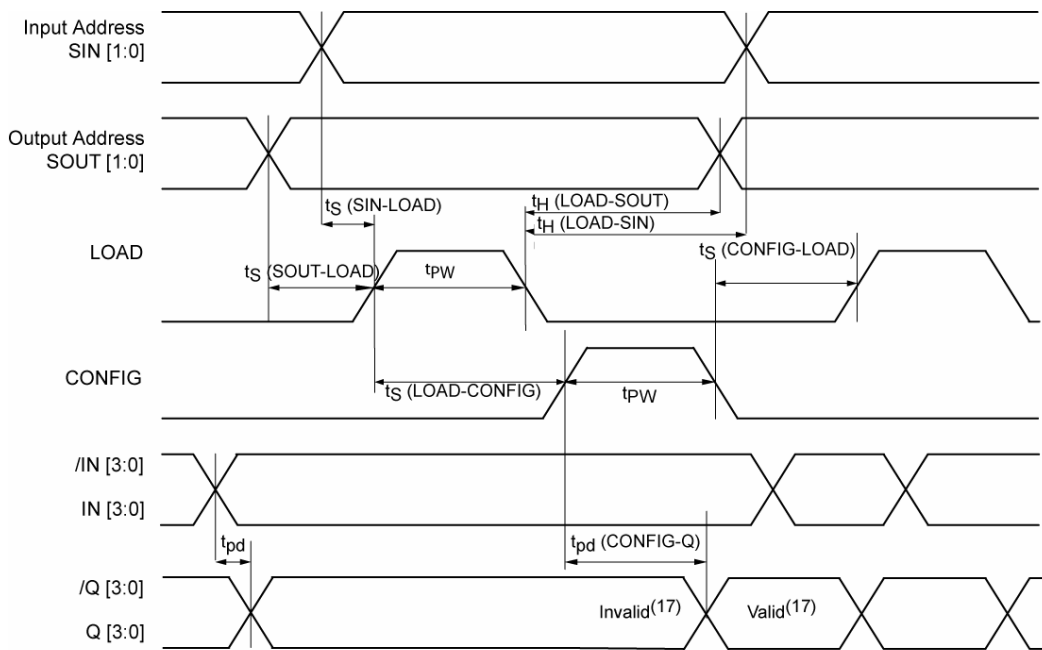 Input Address
SIN [1:0]
Output Address
SOUT [1:0]
tS (SIN-LOAD)
tH (LOAD-SOUT)
tH (LOAD-SIN)
LOAD
tS (CONFIG-LOAD)
tS (SOUT-LOAD)
tPW
CONFIG
tS (LOAD-CONFIG)
tPW
/IN [3:0]
IN [3:0]
tpd
tpd (CONFIG-Q)
/Q [3:0]
Invalid(17)
Valid(17)
Q [3:0]